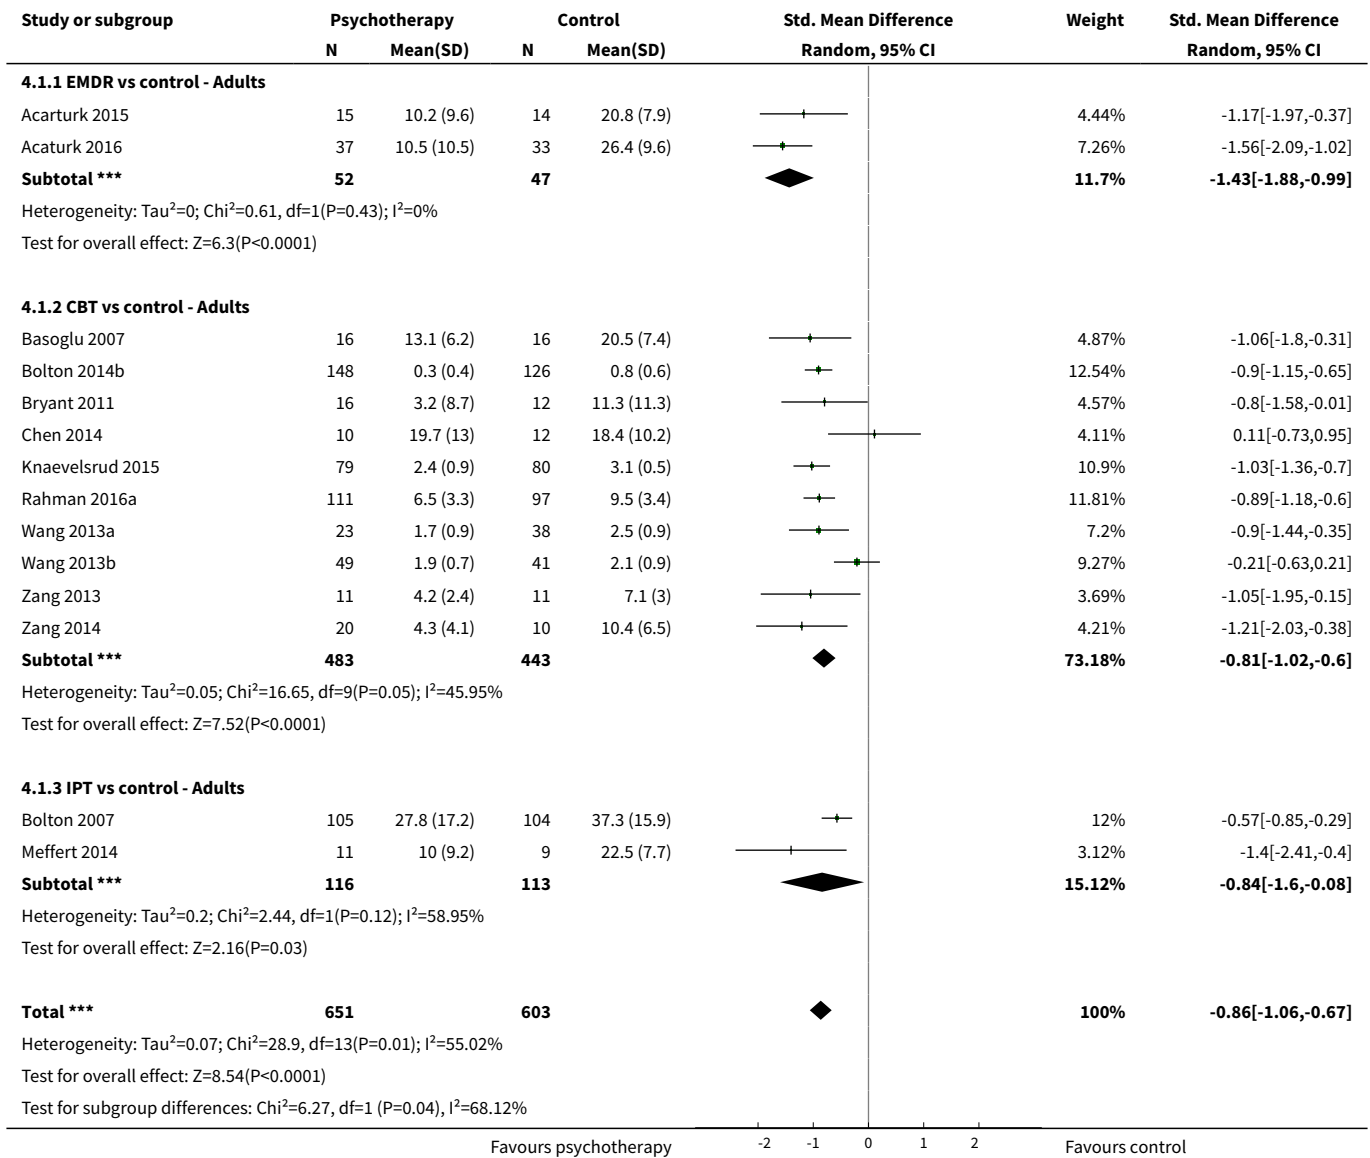 Study or subgroup Psychotherapy Control Std. Mean Difference Weight Std. Mean Difference
N Mean(SD) N Mean(SD) Random, 95% CI Random, 95% CI
4.1.1 EMDR vs control - Adults
Acarturk 2015 15 10.2 (9.6) 14 20.8 (7.9) 4.44% -1.17[-1.97,-0.37]
Acaturk 2016 37 10.5 (10.5) 33 26.4 (9.6) 7.26% -1.56[-2.09,-1.02]
Subtotal *** 52 47 11.7% -1.43[-1.88,-0.99]
Heterogeneity: Tau²=0; Chi²=0.61, df=1(P=0.43); I²=0%
Test for overall effect: Z=6.3(P<0.0001)
4.1.2 CBT vs control - Adults
Basoglu 2007 16 13.1 (6.2) 16 20.5 (7.4) 4.87% -1.06[-1.8,-0.31]
Bolton 2014b 148 0.3 (0.4) 126 0.8 (0.6) 12.54% -0.9[-1.15,-0.65]
Bryant 2011 16 3.2 (8.7) 12 11.3 (11.3) 4.57% -0.8[-1.58,-0.01]
Chen 2014 10 19.7 (13) 12 18.4 (10.2) 4.11% 0.11[-0.73,0.95]
Knaevelsrud 2015 79 2.4 (0.9) 80 3.1 (0.5) 10.9% -1.03[-1.36,-0.7]
Rahman 2016a 111 6.5 (3.3) 97 9.5 (3.4) 11.81% -0.89[-1.18,-0.6]
Wang 2013a 23 1.7 (0.9) 38 2.5 (0.9) 7.2% -0.9[-1.44,-0.35]
Wang 2013b 49 1.9 (0.7) 41 2.1 (0.9) 9.27% -0.21[-0.63,0.21]
Zang 2013 11 4.2 (2.4) 11 7.1 (3) 3.69% -1.05[-1.95,-0.15]
Zang 2014 20 4.3 (4.1) 10 10.4 (6.5) 4.21% -1.21[-2.03,-0.38]
Subtotal *** 483 443 73.18% -0.81[-1.02,-0.6]
Heterogeneity: Tau²=0.05; Chi²=16.65, df=9(P=0.05); I²=45.95%
Test for overall effect: Z=7.52(P<0.0001)
4.1.3 IPT vs control - Adults
Bolton 2007 105 27.8 (17.2) 104 37.3 (15.9) 12% -0.57[-0.85,-0.29]
Meffert 2014 11 10 (9.2) 9 22.5 (7.7) 3.12% -1.4[-2.41,-0.4]
Subtotal *** 116 113 15.12% -0.84[-1.6,-0.08]
Heterogeneity: Tau²=0.2; Chi²=2.44, df=1(P=0.12); I²=58.95%
Test for overall effect: Z=2.16(P=0.03)
Total *** 651 603 100% -0.86[-1.06,-0.67]
Heterogeneity: Tau²=0.07; Chi²=28.9, df=13(P=0.01); I²=55.02%
Test for overall effect: Z=8.54(P<0.0001)
Test for subgroup differences: Chi²=6.27, df=1 (P=0.04), I²=68.12%
Favours psychotherapy -2 -1 0 1 2 Favours control